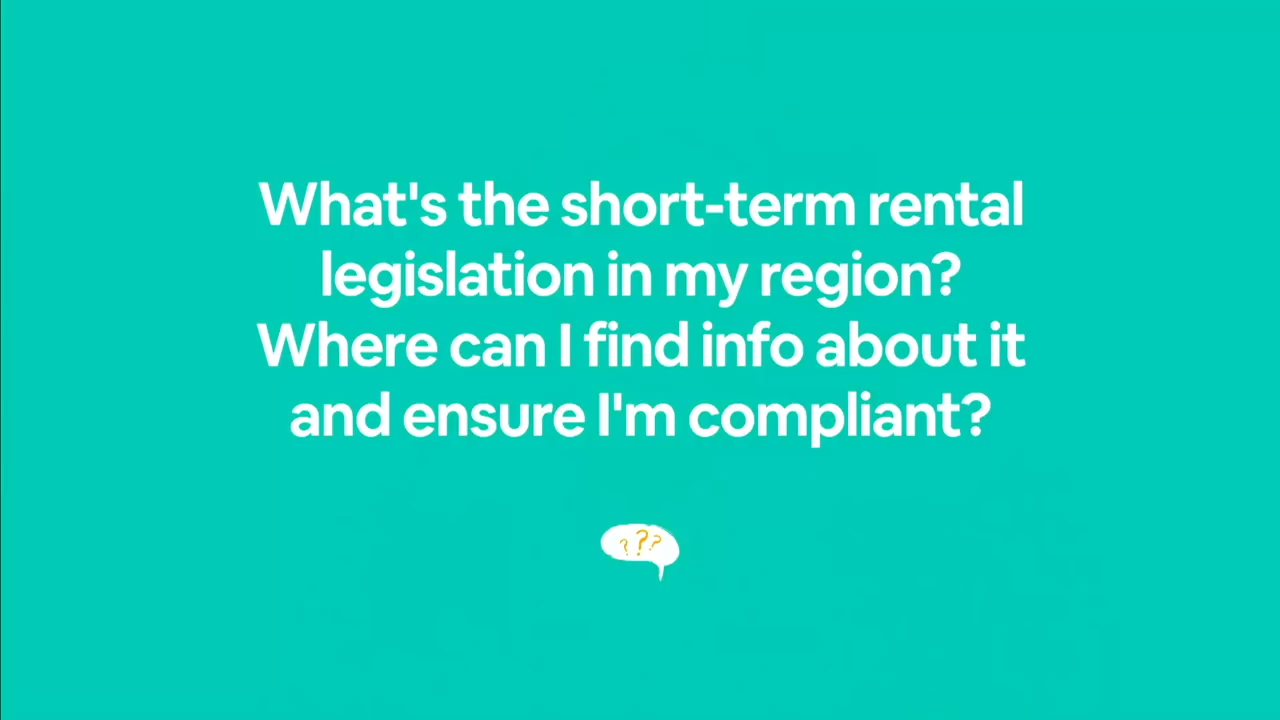 What's the short-term rental
legislation in my region?
Where can I find info about it
and ensure I'm compliant?
???